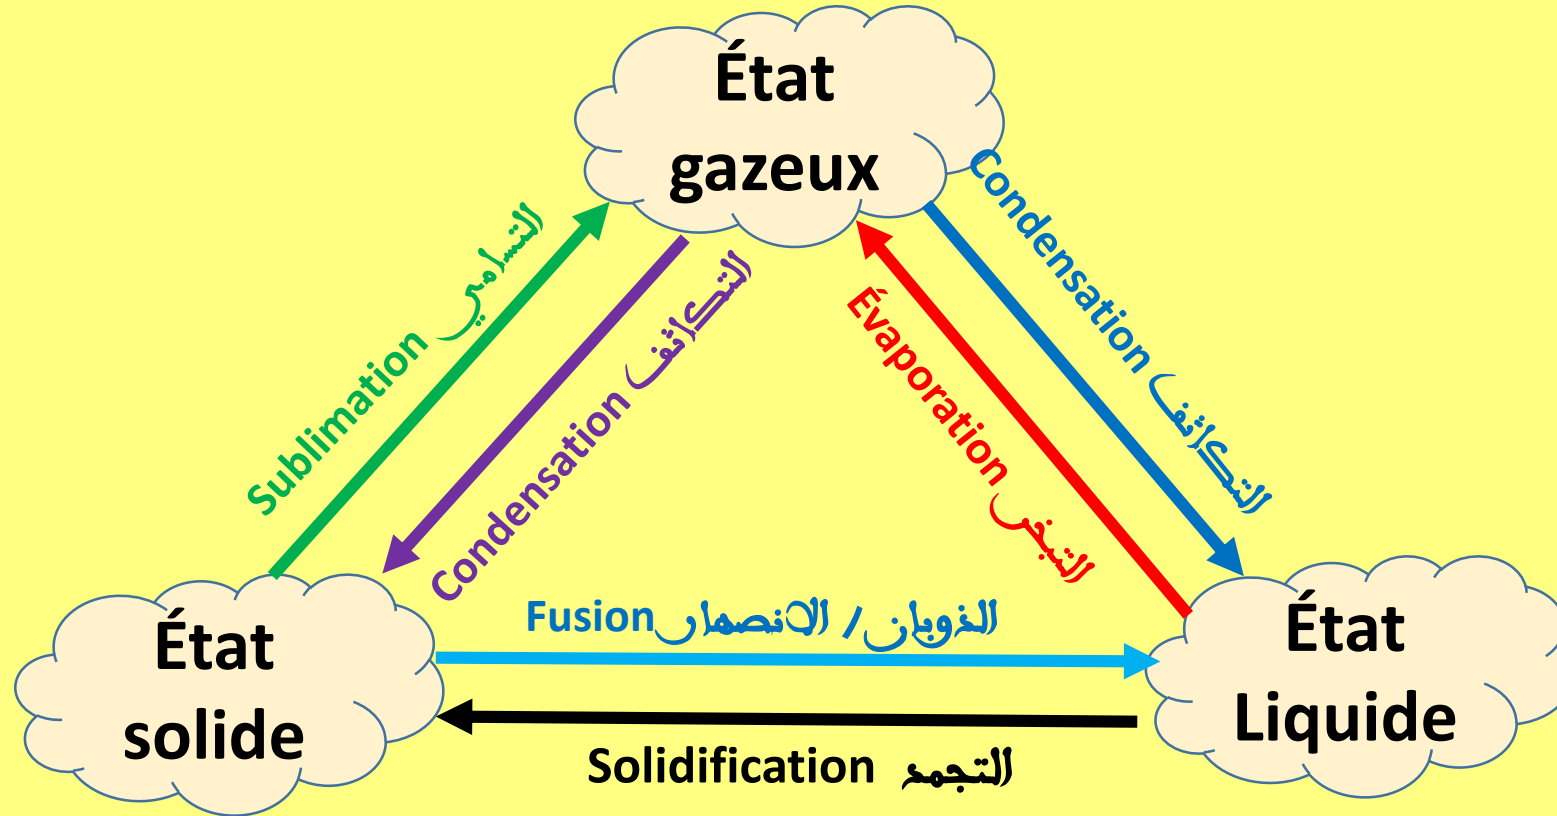 État
gazeux
Sublimation التسامي
Condensation التكاثف
Évaporation التبخر
Condensation التكاثف
Fusion الذوبان / الانصهار
État
solide
État
Liquide
Solidification التجمد